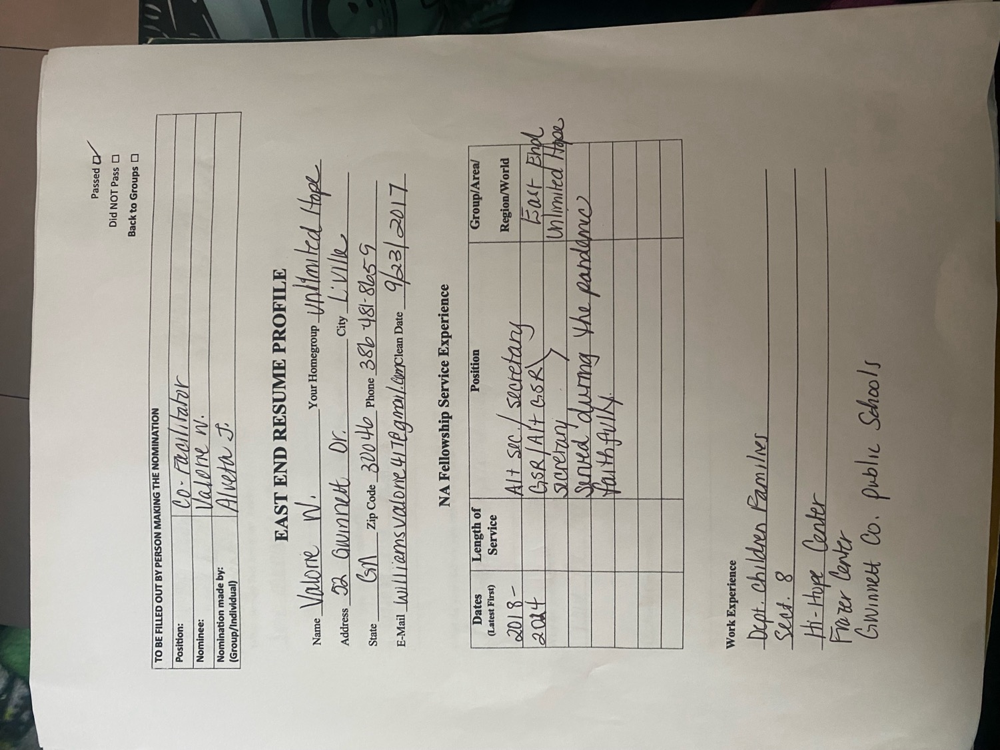 Passed ☑
Did NOT Pass ☐
Back to Groups ☐
TO BE FILLED OUT BY PERSON MAKING THE NOMINATION
Position: Co-Facilitator
Nominee: Valorie W.
Nomination made by: (Group/Individual) Alveta J.
EAST END RESUME PROFILE
Name Valorie W. Your Homegroup Unlimited Hope
Address 52 Gwinnett Dr. City L'ville
State GA Zip Code 30046 Phone 386-481-8659
E-Mail williamsvalorie417@gmail.com Clean Date 9/23/2017
NA Fellowship Service Experience
Dates (Latest First) Length of Service Position Group/Area/ Region/World
2018- Alt sec./secretary East End
2024 GSR/Alt GSR Unlimited Hope
secretary
Served during the pandemic
faithfully.
Work Experience
Dept. Children Families
Sect. 8
Hi-Hope Center
Frazer Center
Gwinnett Co. public Schools